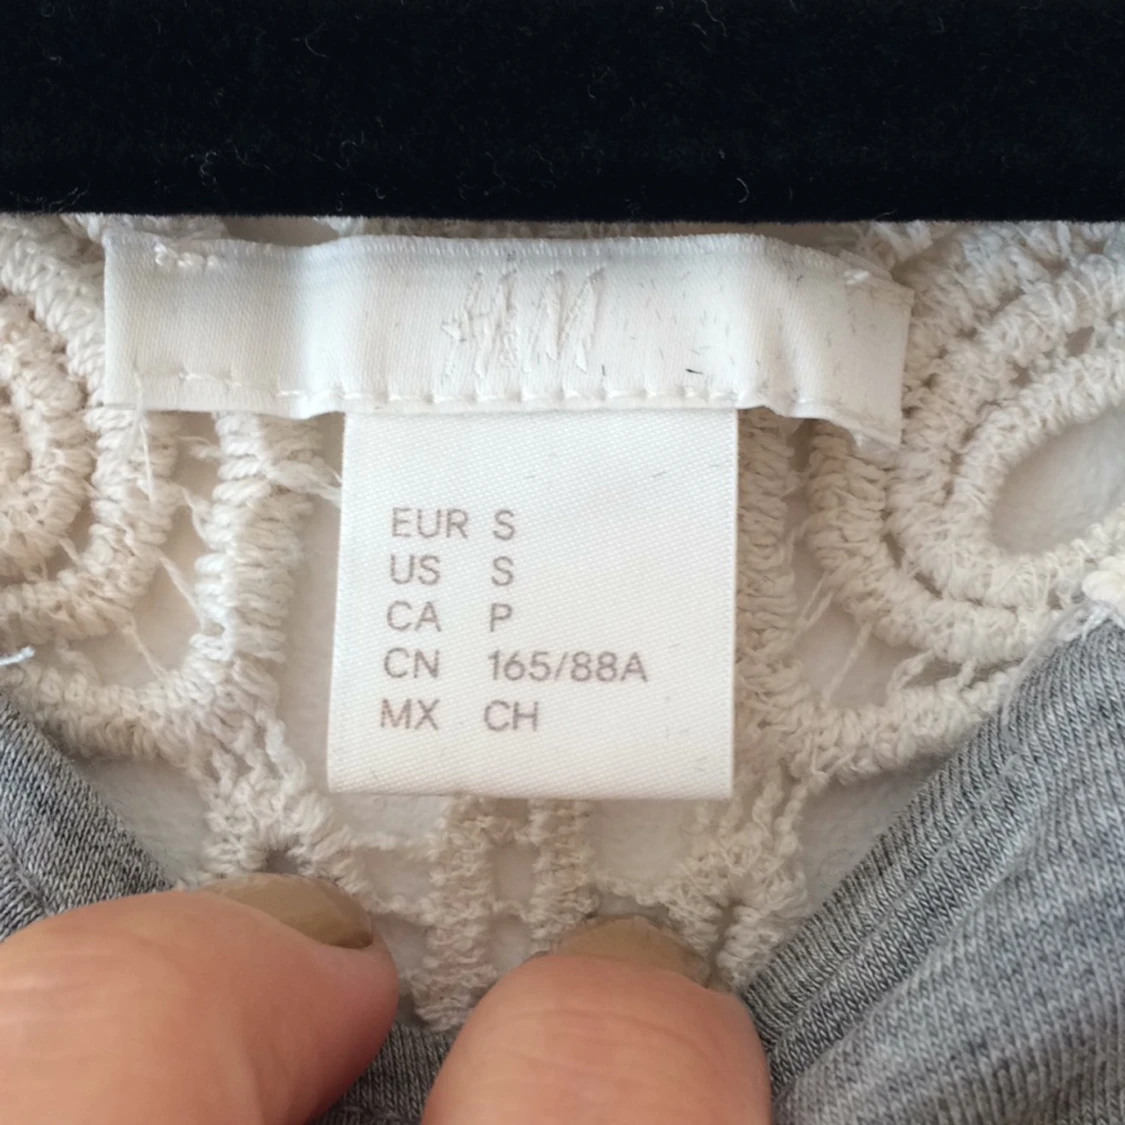 H&M
EUR S
US S
CA P
CN 165/88A
MX CH